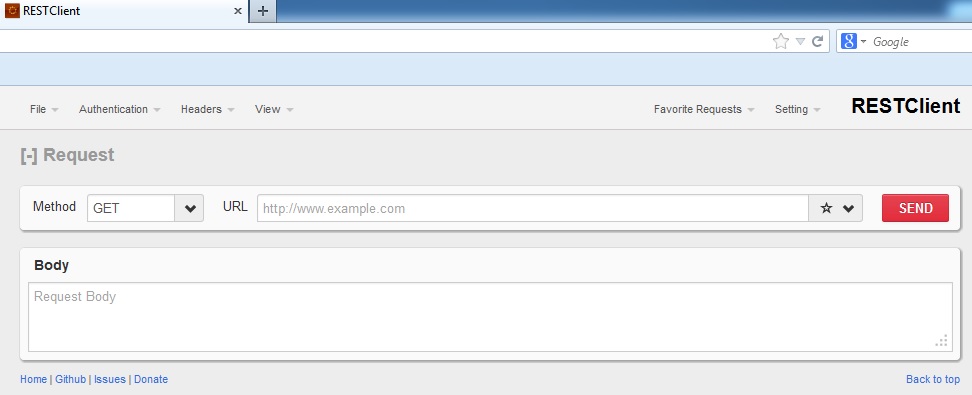 RESTClient
Google
File Authentication Headers View Favorite Requests Setting RESTClient
[-] Request
Method GET URL http://www.example.com SEND
Body
Request Body
Home | Github | Issues | Donate Back to top